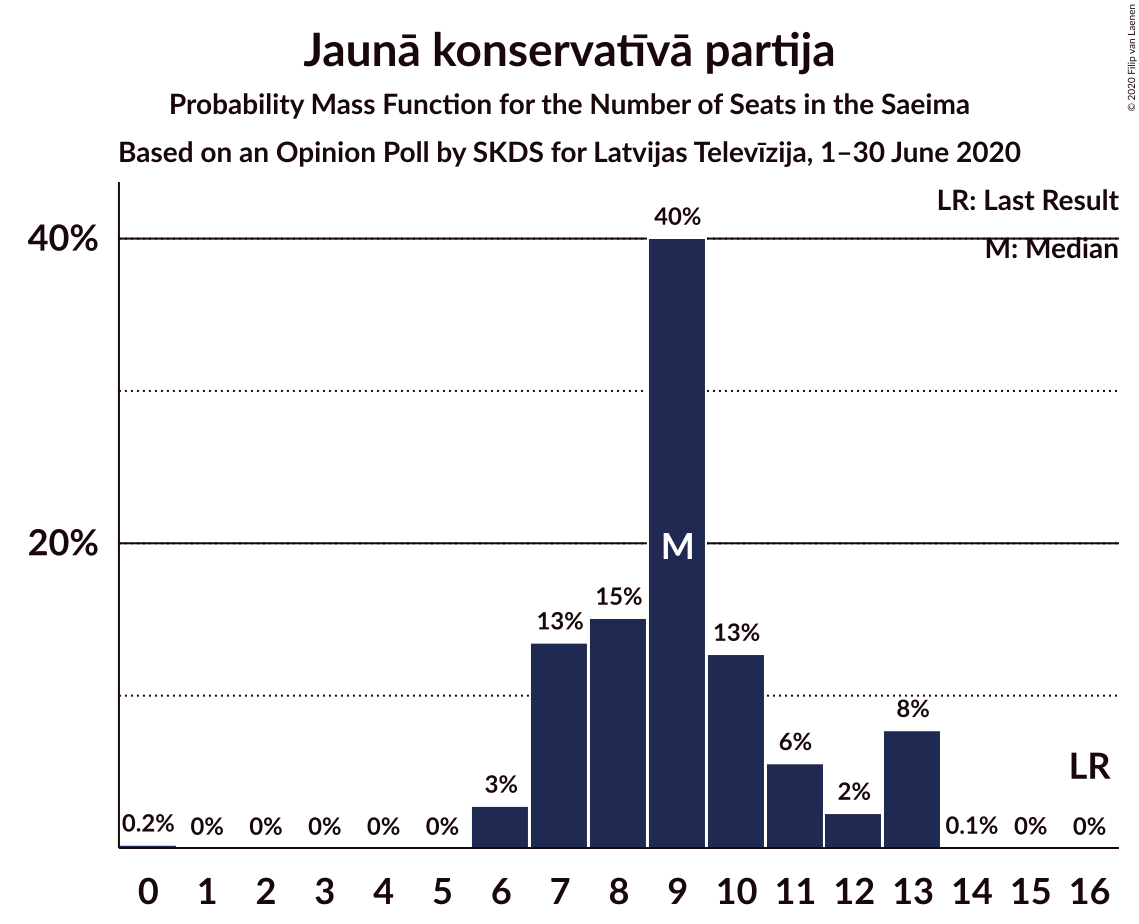 Jaunā konservatīvā partija
Probability Mass Function for the Number of Seats in the Saeima
Based on an Opinion Poll by SKDS for Latvijas Televīzija, 1–30 June 2020
© 2020 Filip van Laenen
LR: Last Result
M: Median
40%
20%
0.2%
0%
0%
0%
0%
0%
3%
13%
15%
40%
M
13%
6%
2%
8%
0.1%
0%
0%
LR
0 1 2 3 4 5 6 7 8 9 10 11 12 13 14 15 16